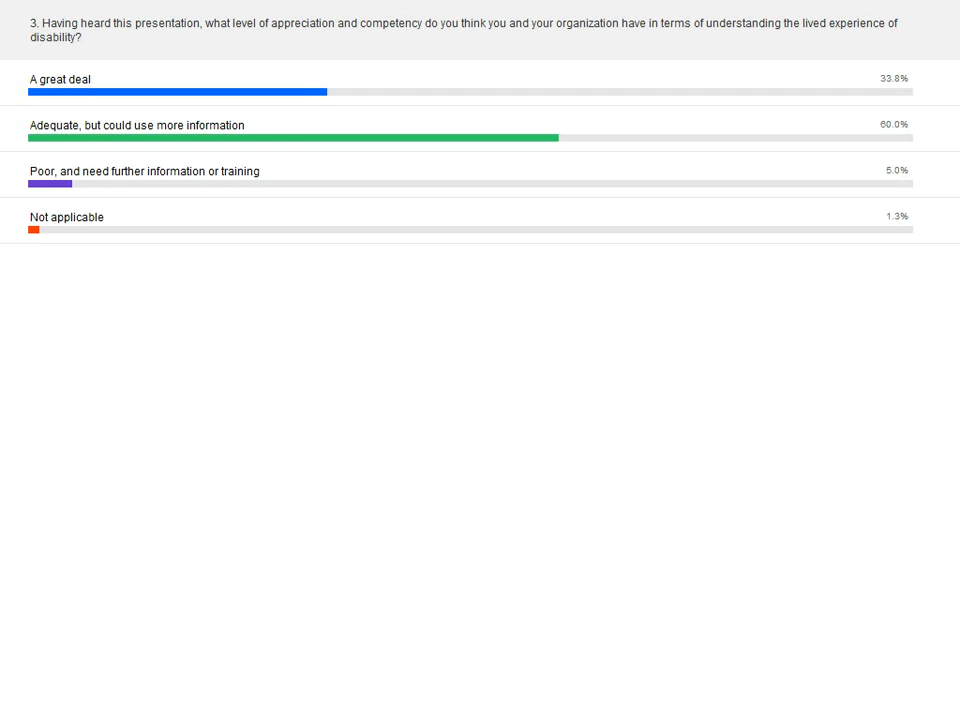 3. Having heard this presentation, what level of appreciation and competency do you think you and your organization have in terms of understanding the lived experience of
disability?
A great deal
33.8%
Adequate, but could use more information
60.0%
Poor, and need further information or training
5.0%
Not applicable
1.3%